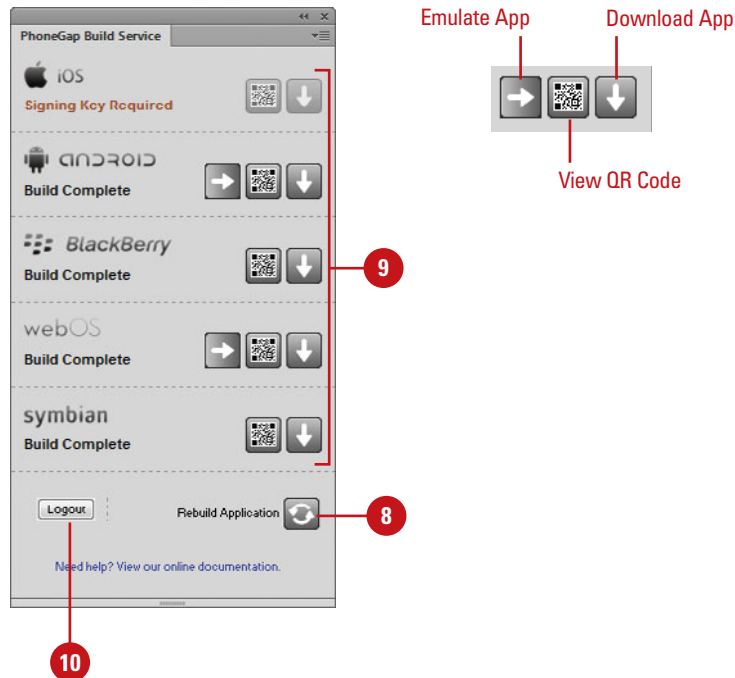 PhoneGap Build Service
iOS
Signing Key Required
android
Build Complete
BlackBerry
Build Complete
webOS
Build Complete
symbian
Build Complete
Logout
Rebuild Application
Need help? View our online documentation.
9
8
10
Emulate App
Download App
View QR Code